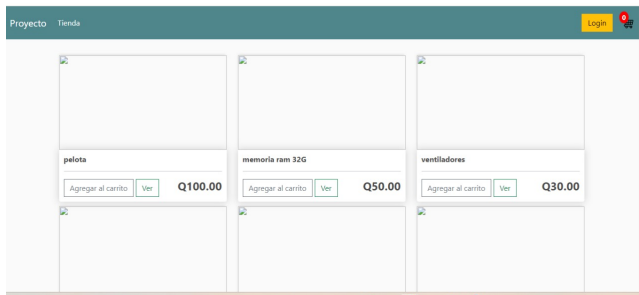 Proyecto Tienda Login 0
pelota
Agregar al carrito Ver Q100.00
memoria ram 32G
Agregar al carrito Ver Q50.00
ventiladores
Agregar al carrito Ver Q30.00